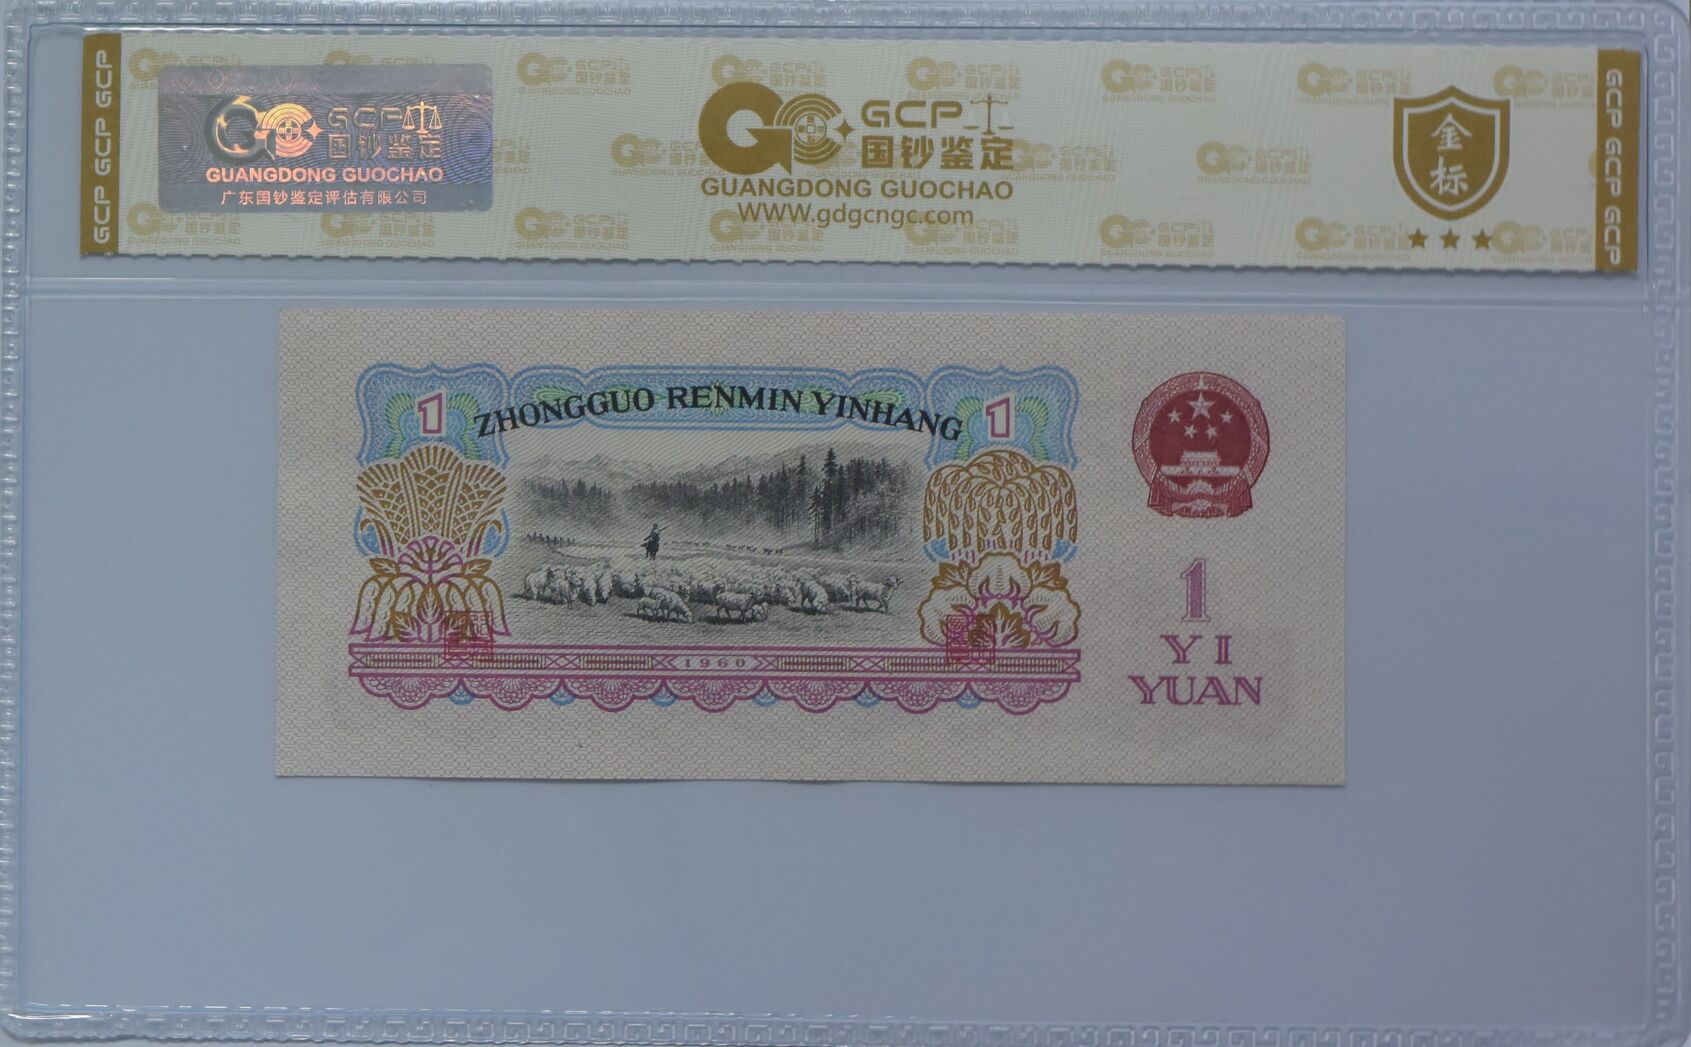 GCP GCP GCP
GCP
国钞鉴定
GUANGDONG GUOCHAO
广东国钞鉴定评估有限公司
GCP
国钞鉴定
GUANGDONG GUOCHAO
WWW.gdgcngc.com
金标
GCP GCP GCP
1
ZHONGGUO RENMIN YINHANG
1
1960
1
YI
YUAN